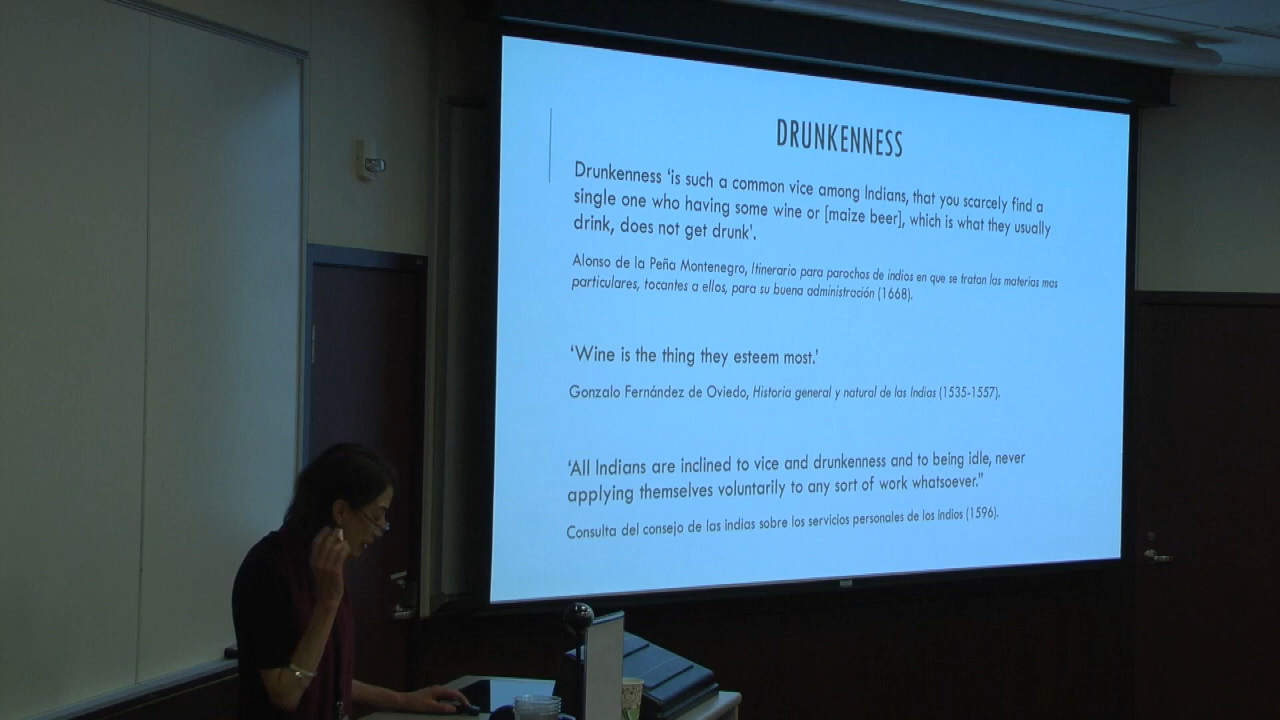 DRUNKENNESS
Drunkenness ‘is such a common vice among Indians, that you scarcely find a
single one who having some wine or [maize beer], which is what they usually
drink, does not get drunk’.
Alonso de la Peña Montenegro, Itinerario para parochos de indios en que se tratan las materias mas
particulares, tocantes a ellos, para su buena administración (1668).
‘Wine is the thing they esteem most.’
Gonzalo Fernández de Oviedo, Historia general y natural de las Indias (1535-1557).
‘All Indians are inclined to vice and drunkenness and to being idle, never
applying themselves voluntarily to any sort of work whatsoever."
Consulta del consejo de las indias sobre los servicios personales de los indios (1596).